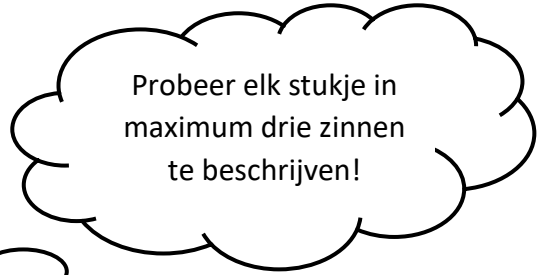 Probeer elk stukje in
maximum drie zinnen
te beschrijven!